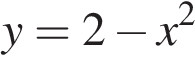 y = 2 − x²